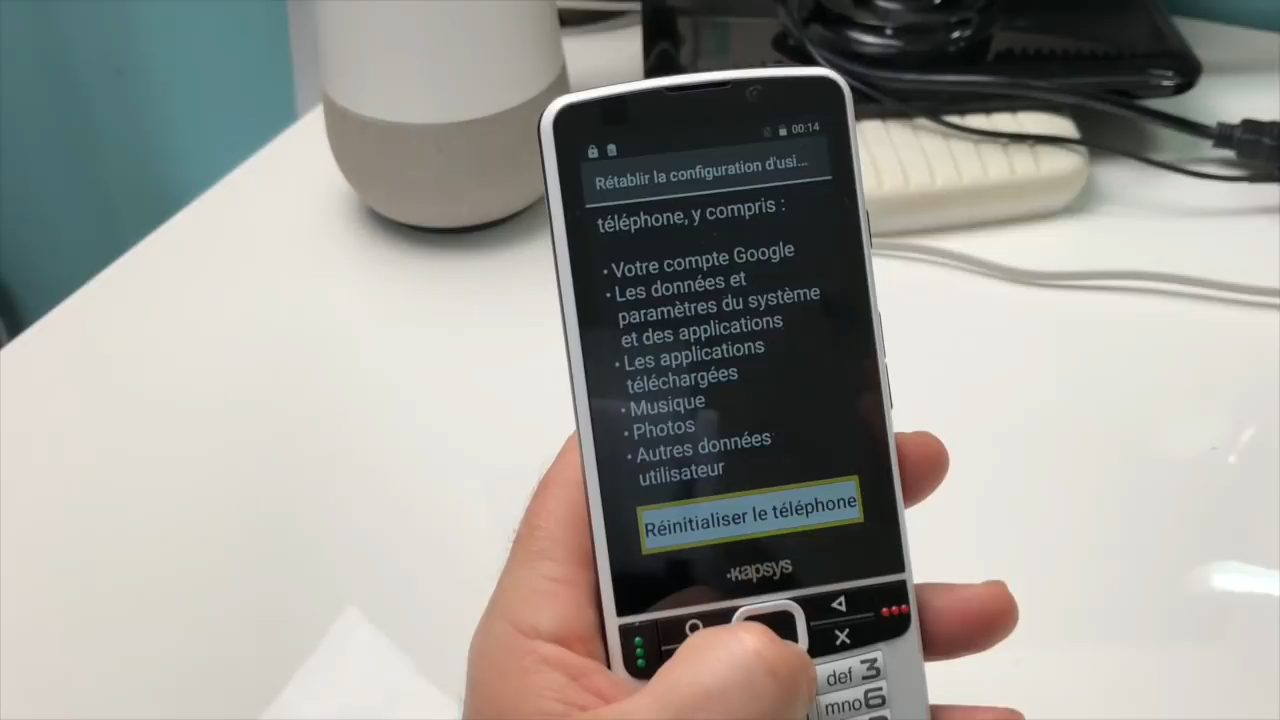 00:14
Rétablir la configuration d'usi...
téléphone, y compris :
• Votre compte Google
• Les données et
paramètres du système
et des applications
• Les applications
téléchargées
• Musique
• Photos
• Autres données
utilisateur
Réinitialiser le téléphone
kapsys
def 3
mno 6